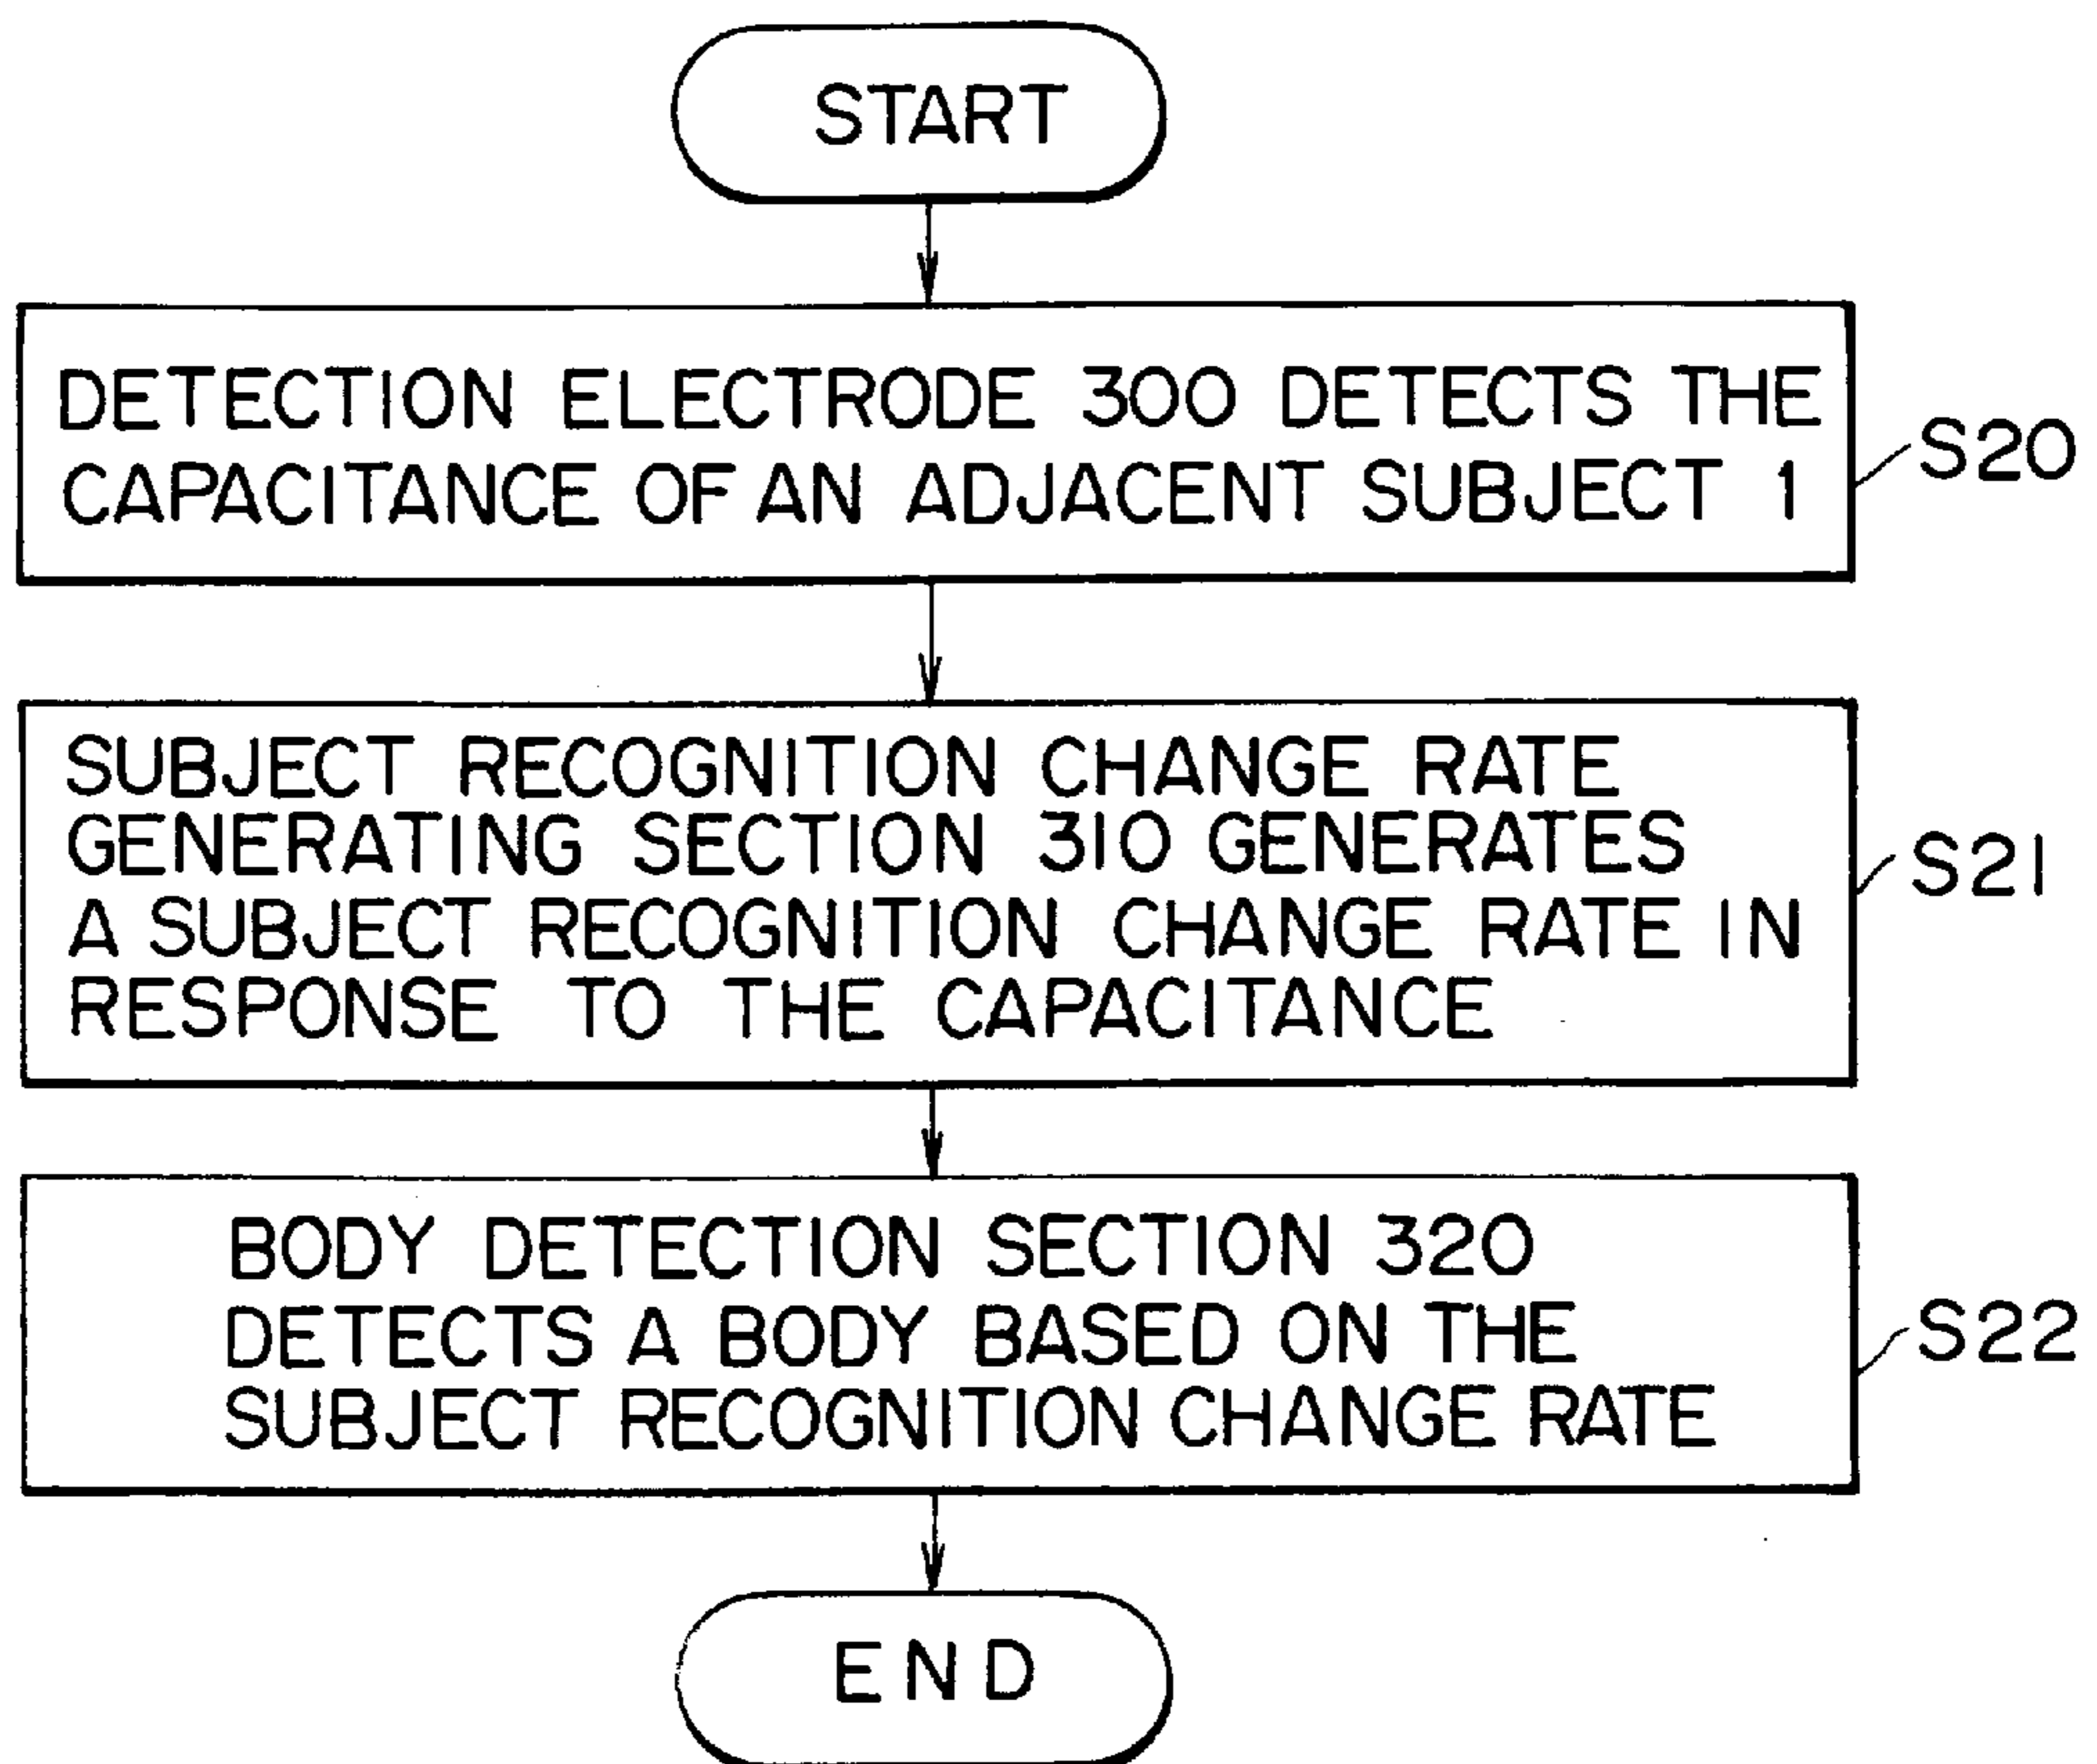 START
DETECTION ELECTRODE 300 DETECTS THE
CAPACITANCE OF AN ADJACENT SUBJECT 1
S20
SUBJECT RECOGNITION CHANGE RATE
GENERATING SECTION 310 GENERATES
A SUBJECT RECOGNITION CHANGE RATE IN
RESPONSE TO THE CAPACITANCE
S21
BODY DETECTION SECTION 320
DETECTS A BODY BASED ON THE
SUBJECT RECOGNITION CHANGE RATE
S22
END